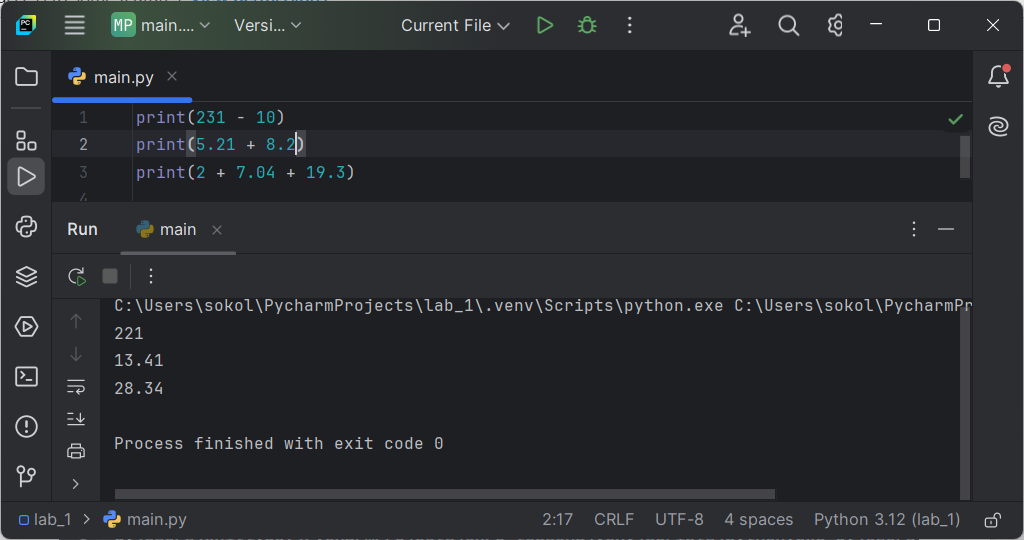 PC MP main.... Versi... Current File
main.py
1 print(231 - 10)
2 print(5.21 + 8.2)
3 print(2 + 7.04 + 19.3)
4
Run main
C:\Users\sokol\PycharmProjects\lab_1\.venv\Scripts\python.exe C:\Users\sokol\PycharmPr
221
13.41
28.34
Process finished with exit code 0
lab_1 main.py 2:17 CRLF UTF-8 4 spaces Python 3.12 (lab_1)